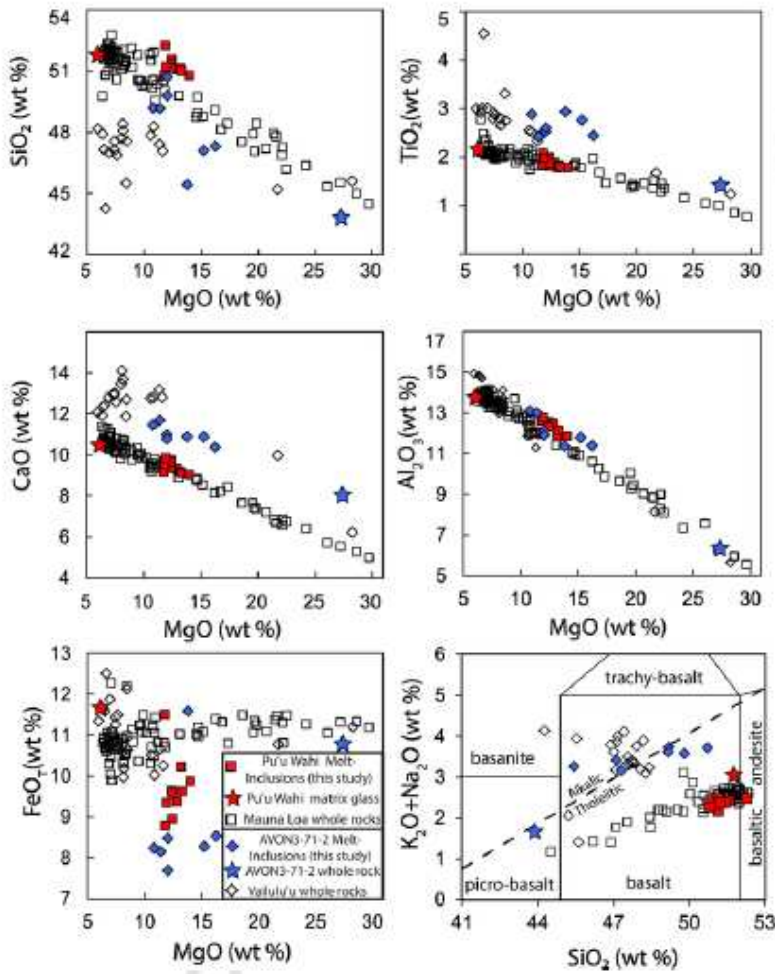 54
51
48
45
42
SiO2 (wt %)
5 10 15 20 25 30
MgO (wt %)
5
4
3
2
1
TiO2(wt %)
5 10 15 20 25 30
MgO (wt %)
14
12
10
8
6
4
CaO (wt %)
5 10 15 20 25 30
MgO (wt %)
17
15
13
11
9
7
5
Al2O3(wt %)
5 10 15 20 25 30
MgO (wt %)
13
12
11
10
9
8
7
FeOT(wt %)
5 10 15 20 25 30
MgO (wt %)
Pu'u Wahi Melt-
Inclusions (this study)
Pu'u Wahi matrix glass
Mauna Loa whole rocks
AVON3-71-2 Melt-
Inclusions (this study)
AVON3-71-2 whole rock
Vailulu'u whole rocks
6
5
4
3
2
1
0
K2O+Na2O (wt %)
trachy-basalt
basanite
Alkalic
Tholeiitic
picro-basalt
basalt
basaltic andesite
41 44 47 50 53
SiO2 (wt %)